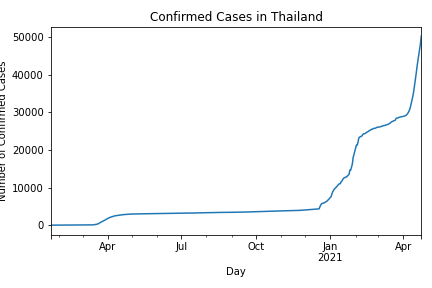 Confirmed Cases in Thailand
Number of Confirmed Cases
50000
40000
30000
20000
10000
0
Apr
Jul
Oct
Jan
2021
Apr
Day